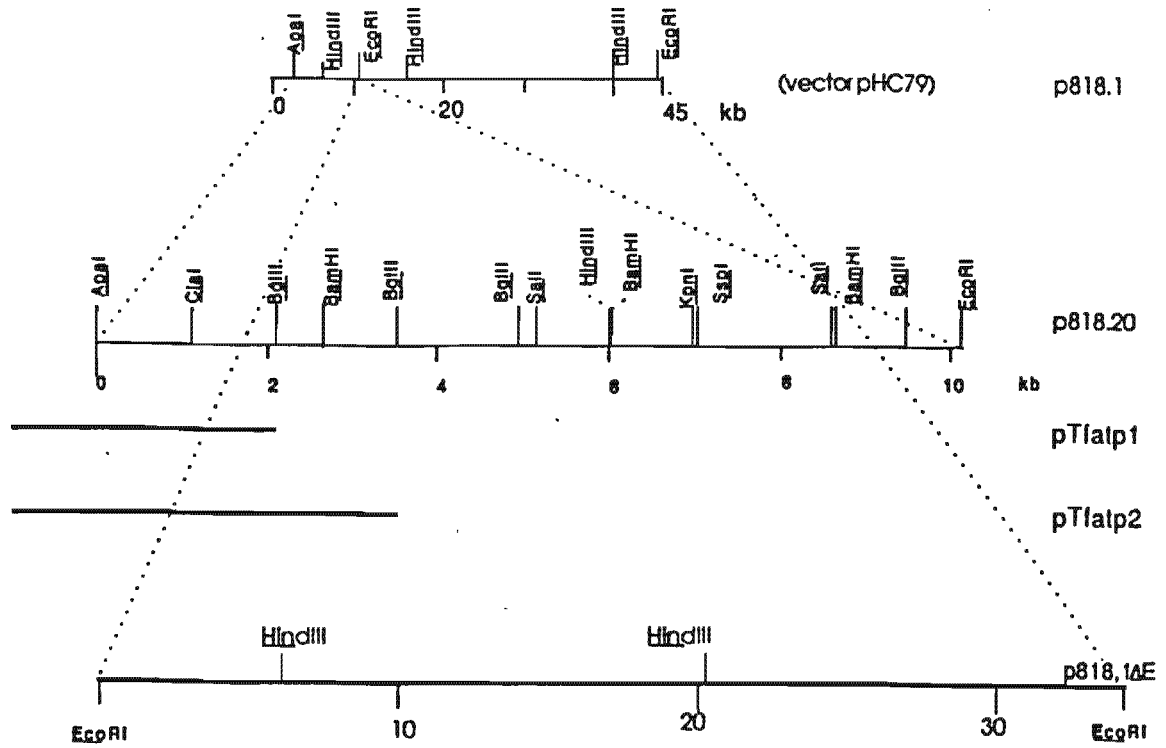 ApaI HindIII EcoRI HindIII HindIII EcoRI
(vector pHC79) p818.1
0 20 45 kb
ApaI ClaI BglII BamHI BglII BglII SalI HindIII BamHI KpnI SspI SalI BamHI BglII EcoRI
p818.20
0 2 4 6 8 10 kb
pTfatp1
pTfatp2
HindIII HindIII
p818,1ΔE
EcoRI 10 20 30 EcoRI